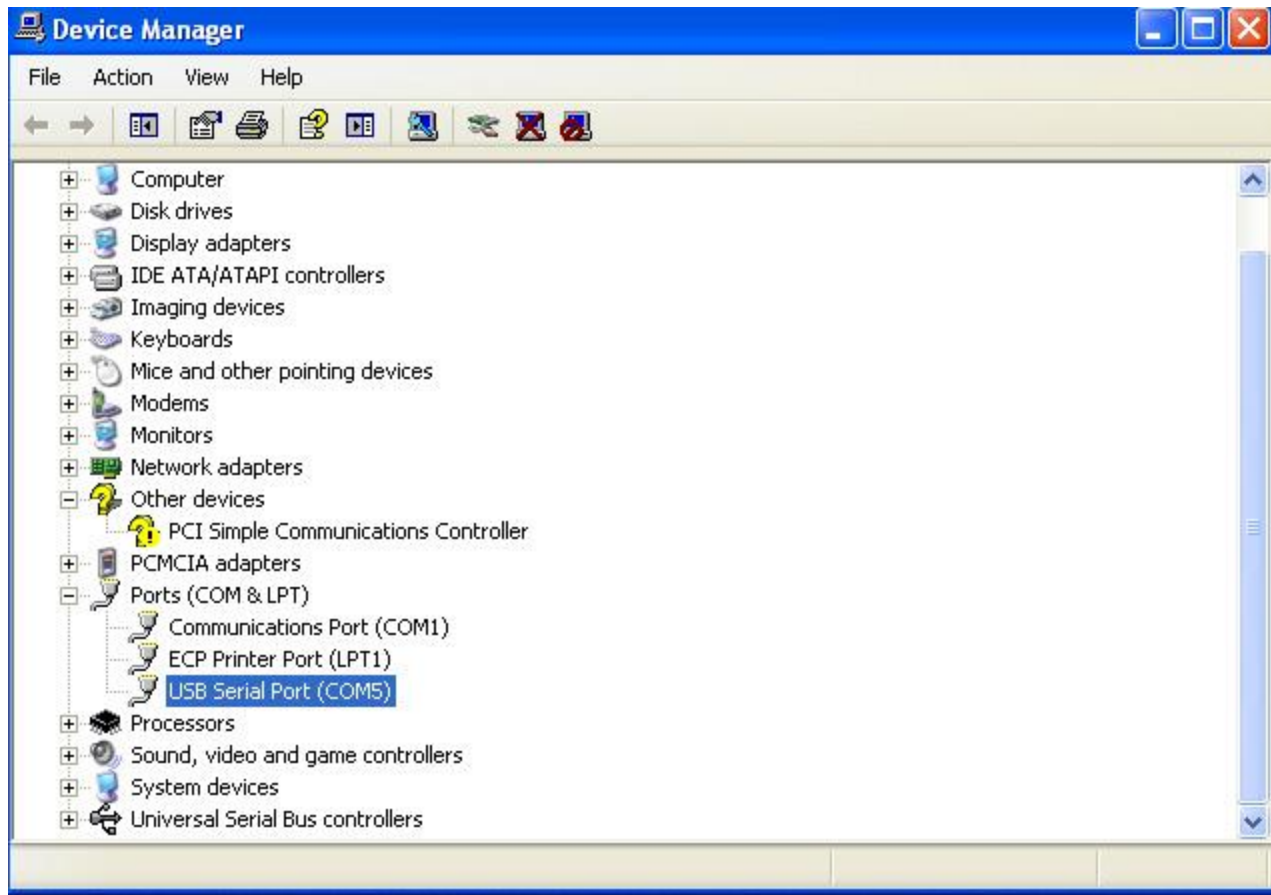 Device Manager
File Action View Help
Computer
Disk drives
Display adapters
IDE ATA/ATAPI controllers
Imaging devices
Keyboards
Mice and other pointing devices
Modems
Monitors
Network adapters
Other devices
PCI Simple Communications Controller
PCMCIA adapters
Ports (COM & LPT)
Communications Port (COM1)
ECP Printer Port (LPT1)
USB Serial Port (COM5)
Processors
Sound, video and game controllers
System devices
Universal Serial Bus controllers